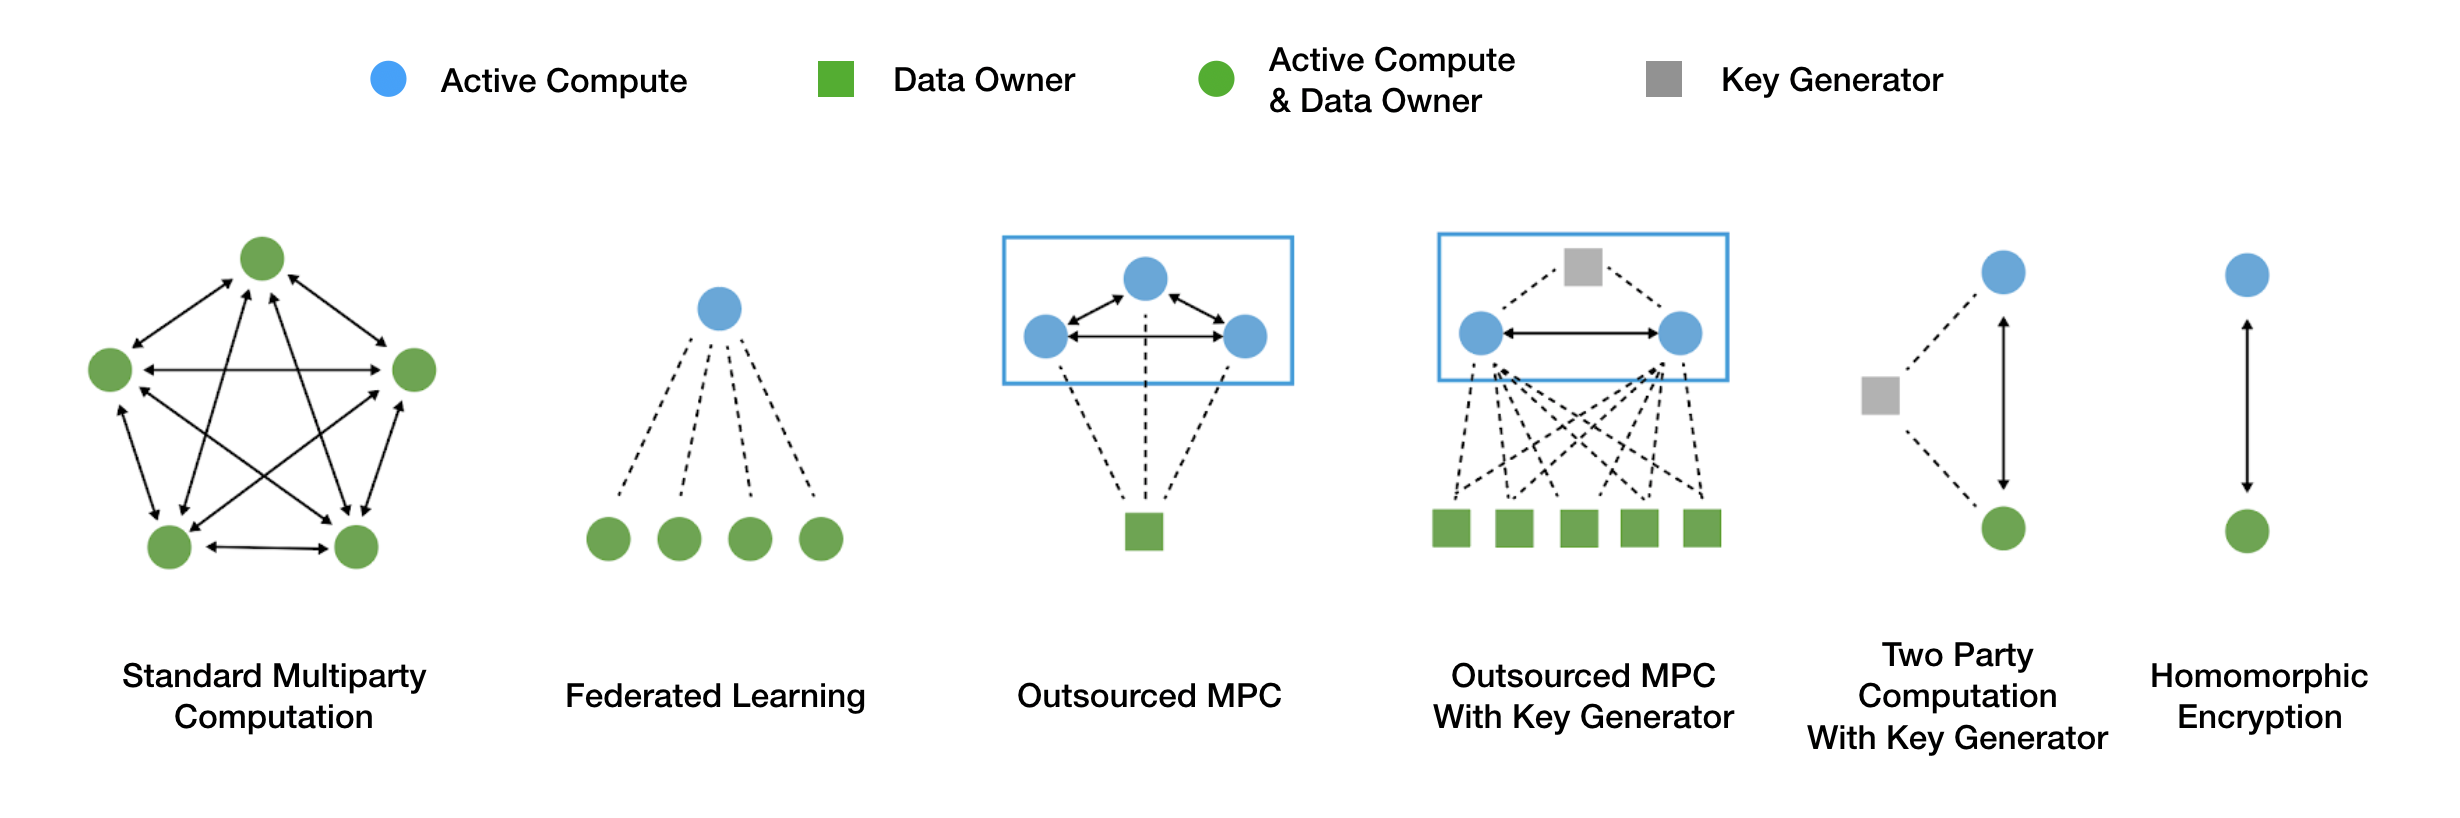 Active Compute
Data Owner
Active Compute
& Data Owner
Key Generator
Standard Multiparty
Computation
Federated Learning
Outsourced MPC
Outsourced MPC
With Key Generator
Two Party
Computation
With Key Generator
Homomorphic
Encryption